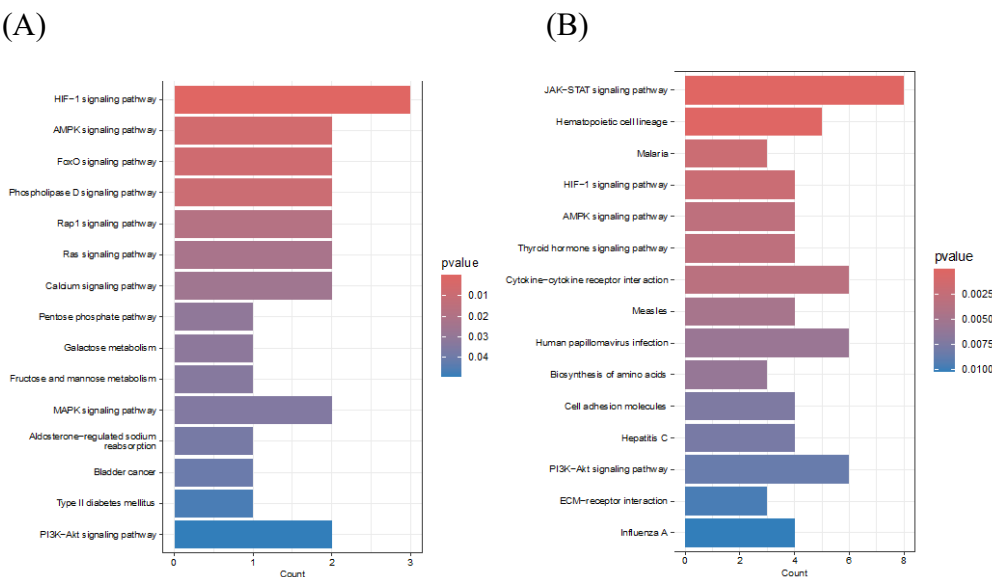 (A)
HIF-1 signaling pathway
AMPK signaling pathway
FoxO signaling pathway
Phospholipase D signaling pathway
Rap1 signaling pathway
Ras signaling pathway
Calcium signaling pathway
Pentose phosphate pathway
Galactose metabolism
Fructose and mannose metabolism
MAPK signaling pathway
Aldosterone-regulated sodium
reabsorption
Bladder cancer
Type II diabetes mellitus
PI3K-Akt signaling pathway
0 1 2 3
Count
pvalue
0.01
0.02
0.03
0.04
(B)
JAK-STAT signaling pathway
Hematopoietic cell lineage
Malaria
HIF-1 signaling pathway
AMPK signaling pathway
Thyroid hormone signaling pathway
Cytokine-cytokine receptor interaction
Measles
Human papillomavirus infection
Biosynthesis of amino acids
Cell adhesion molecules
Hepatitis C
PI3K-Akt signaling pathway
ECM-receptor interaction
Influenza A
0 2 4 6 8
Count
pvalue
0.0025
0.0050
0.0075
0.0100